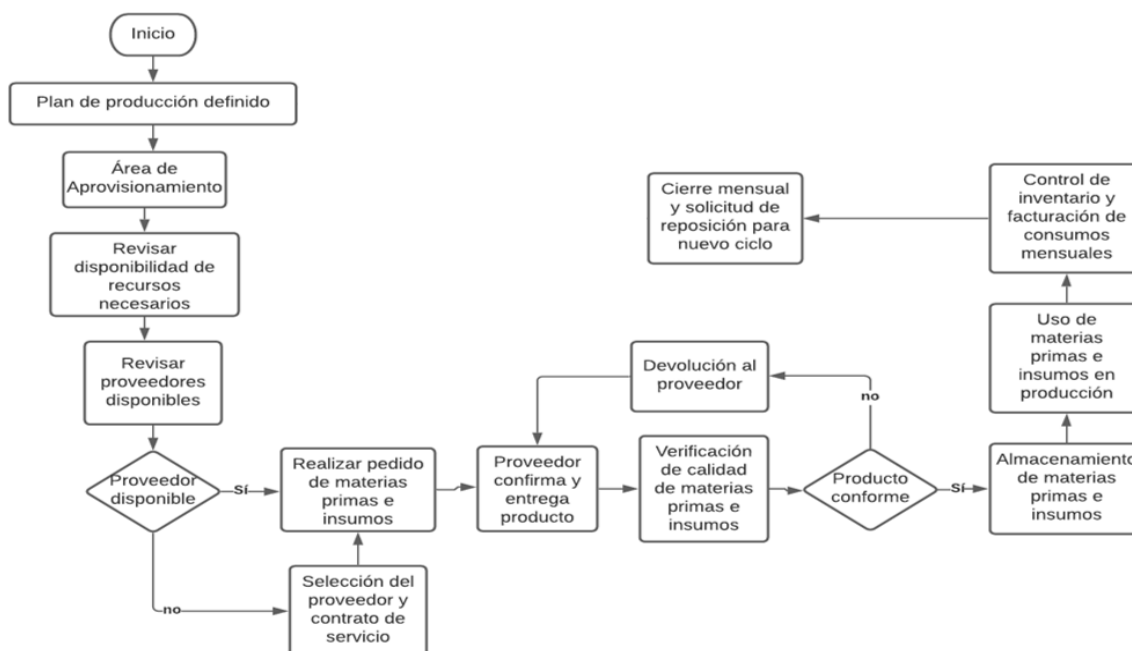 Inicio
Plan de producción definido
Área de
Aprovisionamiento
Revisar
disponibilidad de
recursos
necesarios
Revisar
proveedores
disponibles
Proveedor
disponible
Sí
no
Selección del
proveedor y
contrato de
servicio
Realizar pedido
de materias
primas e
insumos
Proveedor
confirma y
entrega
producto
Verificación
de calidad
de materias
primas e
insumos
Producto
conforme
no
Devolución al
proveedor
Sí
Almacenamiento
de materias
primas e
insumos
Uso de
materias
primas e
insumos en
producción
Control de
inventario y
facturación de
consumos
mensuales
Cierre mensual
y solicitud de
reposición para
nuevo ciclo